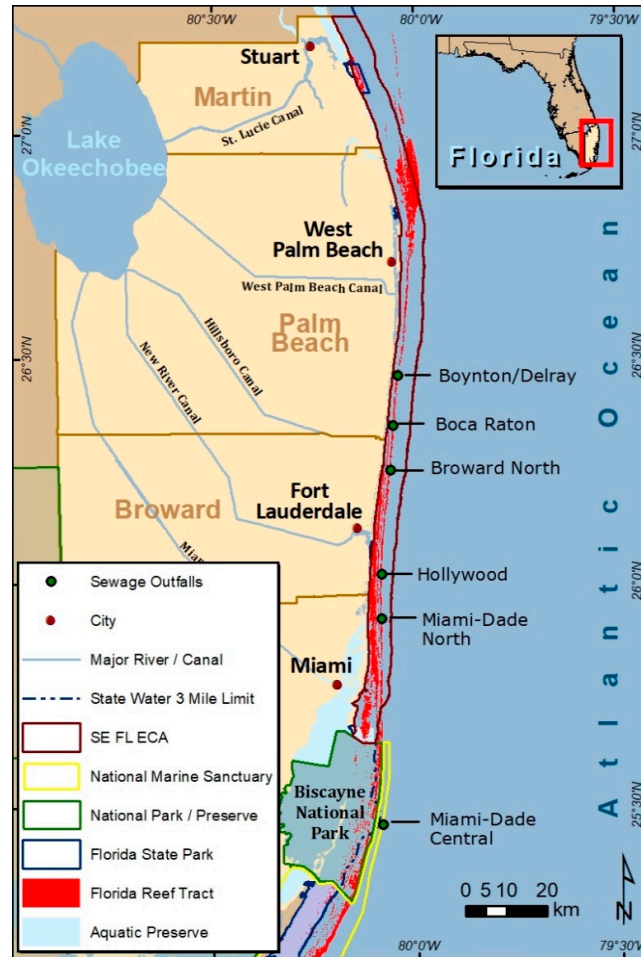 80°30'W
80°0'W
79°30'W
Stuart
Martin
St. Lucie Canal
27°0'N
27°0'N
Lake
Okeechobee
Florida
West
Palm Beach
West Palm Beach Canal
Palm
Beach
Hillsboro Canal
New River Canal
26°30'N
26°30'N
Boynton/Delray
Boca Raton
Broward North
Atlantic Ocean
Fort
Lauderdale
Broward
Hollywood
26°0'N
Miami-Dade
North
Miami
Sewage Outfalls
City
Major River / Canal
State Water 3 Mile Limit
SE FL ECA
National Marine Sanctuary
National Park / Preserve
Florida State Park
Florida Reef Tract
Aquatic Preserve
Biscayne
National
Park
Miami-Dade
Central
25°30'N
0 5 10 20
km
N
80°0'W
79°30'W